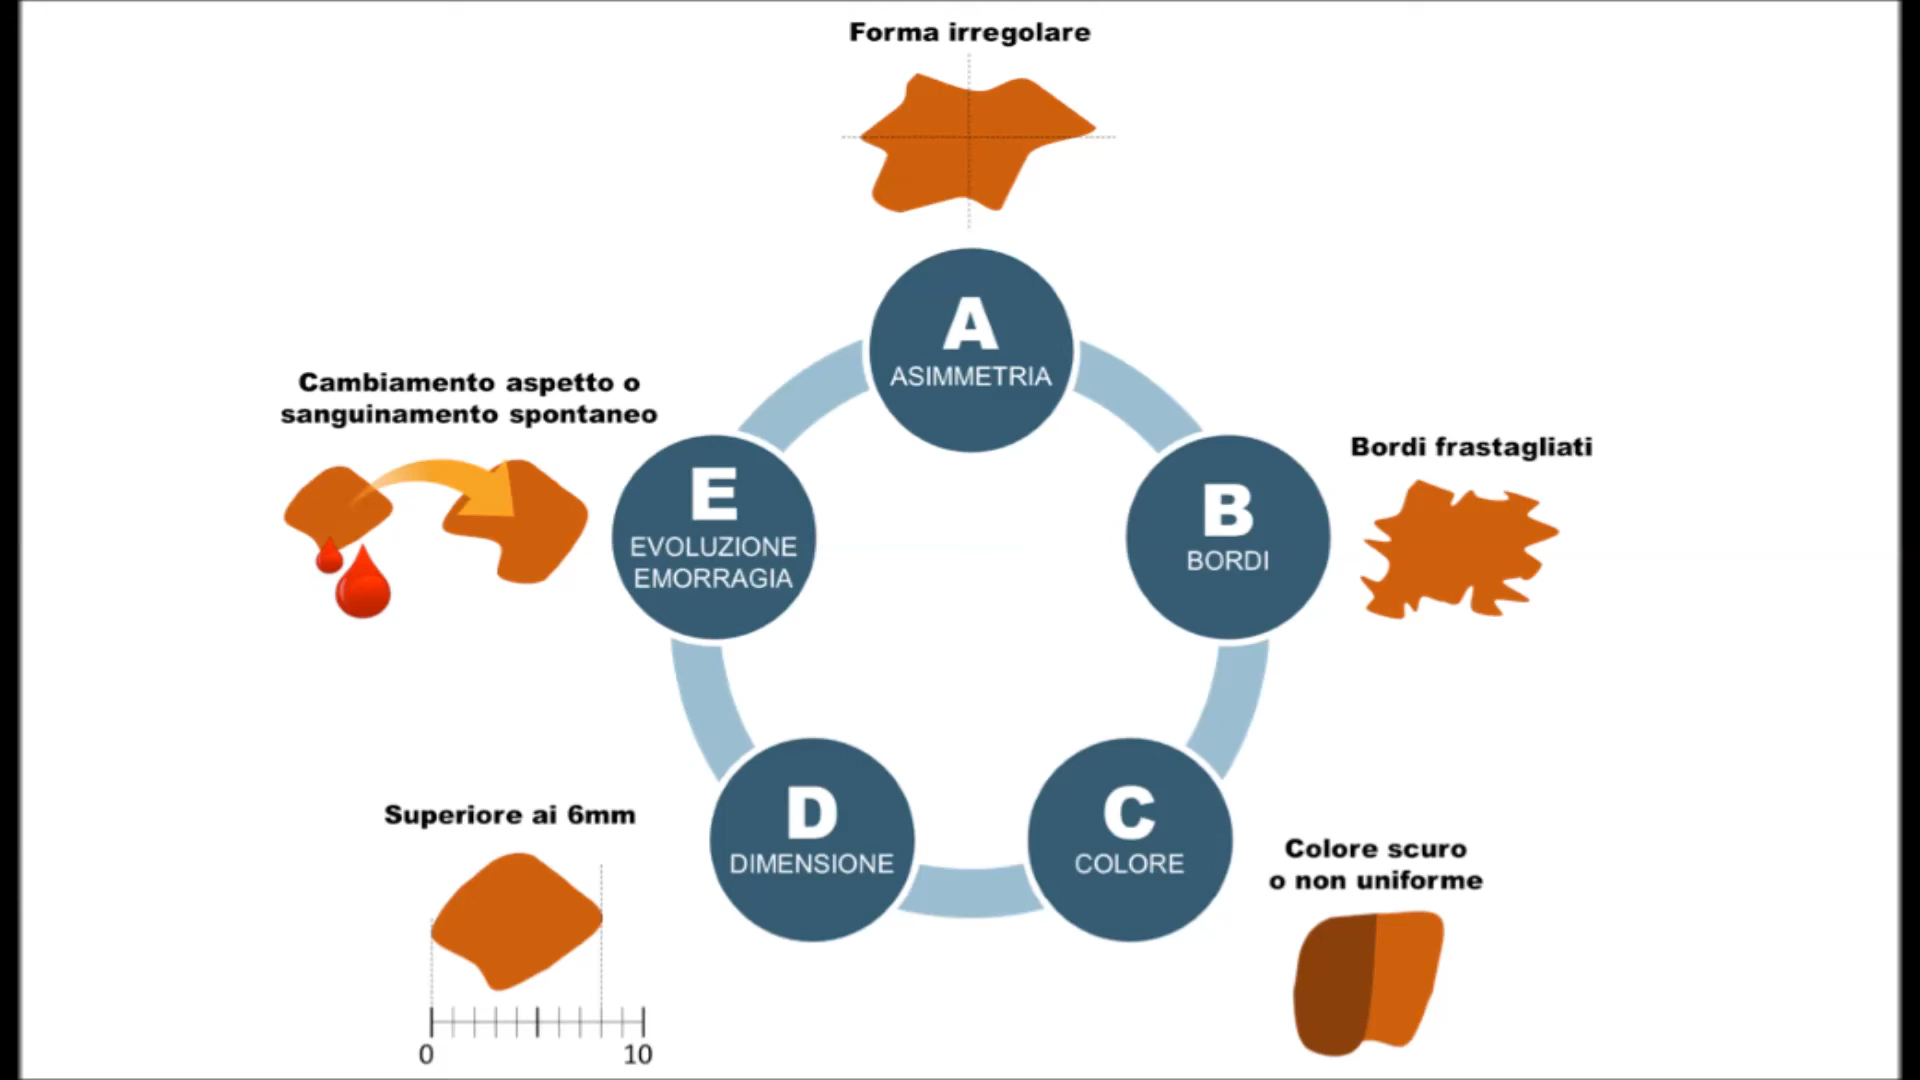 Forma irregolare
A
ASIMMETRIA
Cambiamento aspetto o
sanguinamento spontaneo
E
EVOLUZIONE
EMORRAGIA
B
BORDI
Bordi frastagliati
Superiore ai 6mm
D
DIMENSIONE
C
COLORE
Colore scuro
o non uniforme
0
10